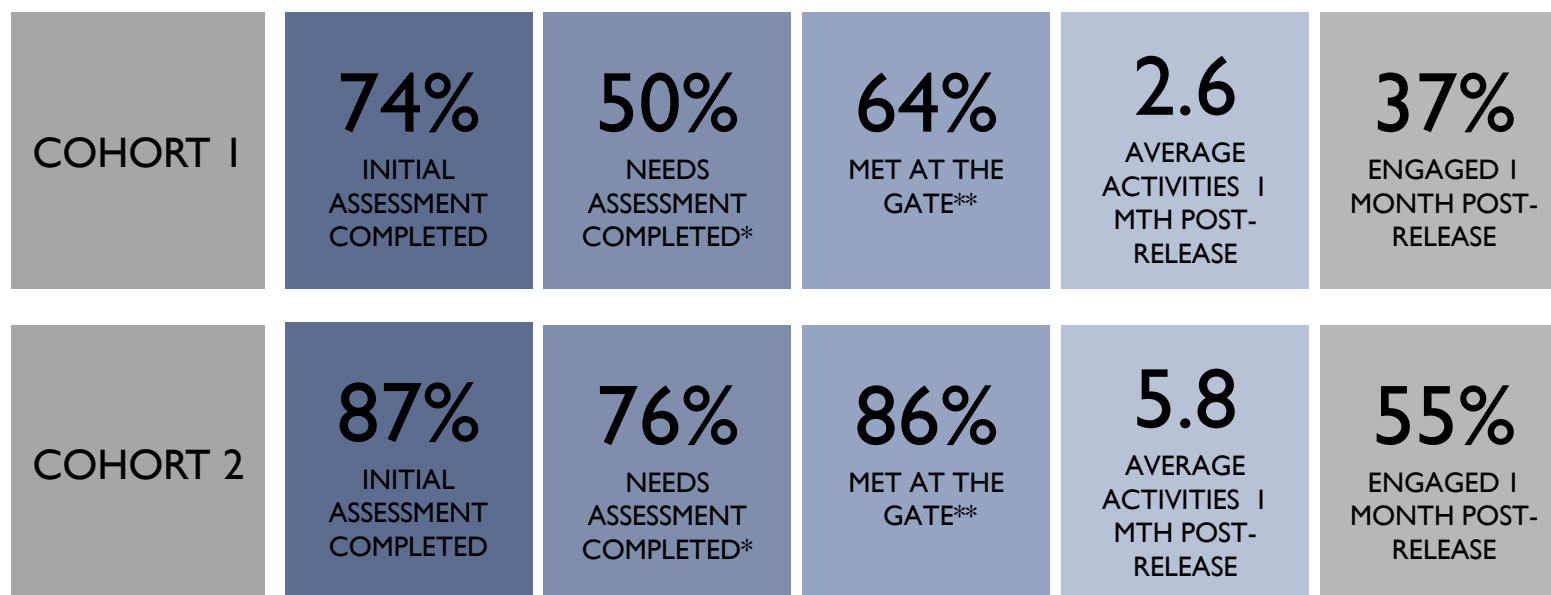 COHORT 1
74%
INITIAL
ASSESSMENT
COMPLETED
50%
NEEDS
ASSESSMENT
COMPLETED*
64%
MET AT THE
GATE**
2.6
AVERAGE
ACTIVITIES 1
MTH POST-
RELEASE
37%
ENGAGED 1
MONTH POST-
RELEASE
COHORT 2
87%
INITIAL
ASSESSMENT
COMPLETED
76%
NEEDS
ASSESSMENT
COMPLETED*
86%
MET AT THE
GATE**
5.8
AVERAGE
ACTIVITIES 1
MTH POST-
RELEASE
55%
ENGAGED 1
MONTH POST-
RELEASE